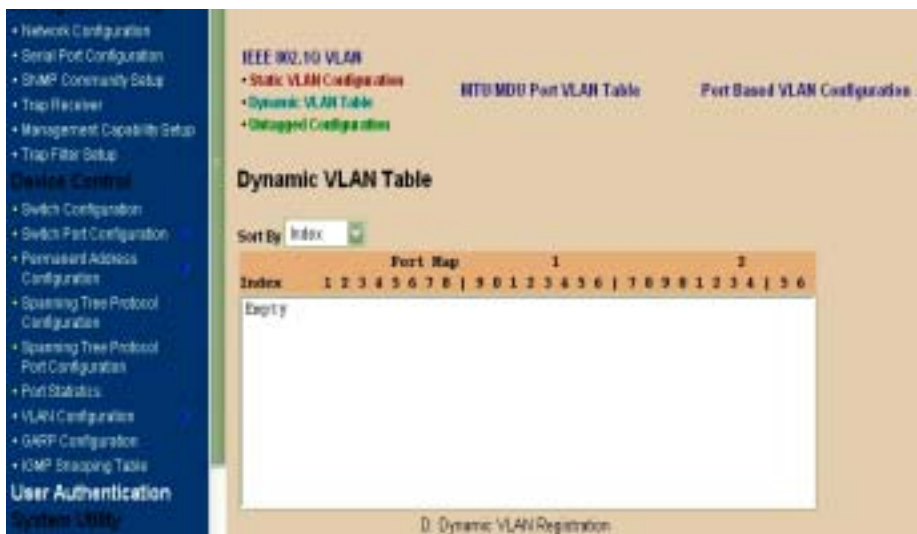 • Network Configuration
• Serial Port Configuration
• SNMP Community Setup
• Trap Receiver
• Management Capability Setup
• Trap Filter Setup
Device Control
• Switch Configuration
• Switch Port Configuration
• Permanent Address
Configuration
• Spanning Tree Protocol
Configuration
• Spanning Tree Protocol
Port Configuration
• Port Statistics
• VLAN Configuration
• GARP Configuration
• IGMP Snooping Table
User Authentication
System Utility
IEEE 802.1Q VLAN
• Static VLAN Configuration
• Dynamic VLAN Table
• Untagged Configuration
MTU/MDU Port VLAN Table
Port Based VLAN Configuration
Dynamic VLAN Table
Sort By Index
Port Map 1 2
Index 1 2 3 4 5 6 7 8 | 9 0 1 2 3 4 5 6 | 7 8 9 0 1 2 3 4 | 5 6
Empty
D: Dynamic VLAN Registration